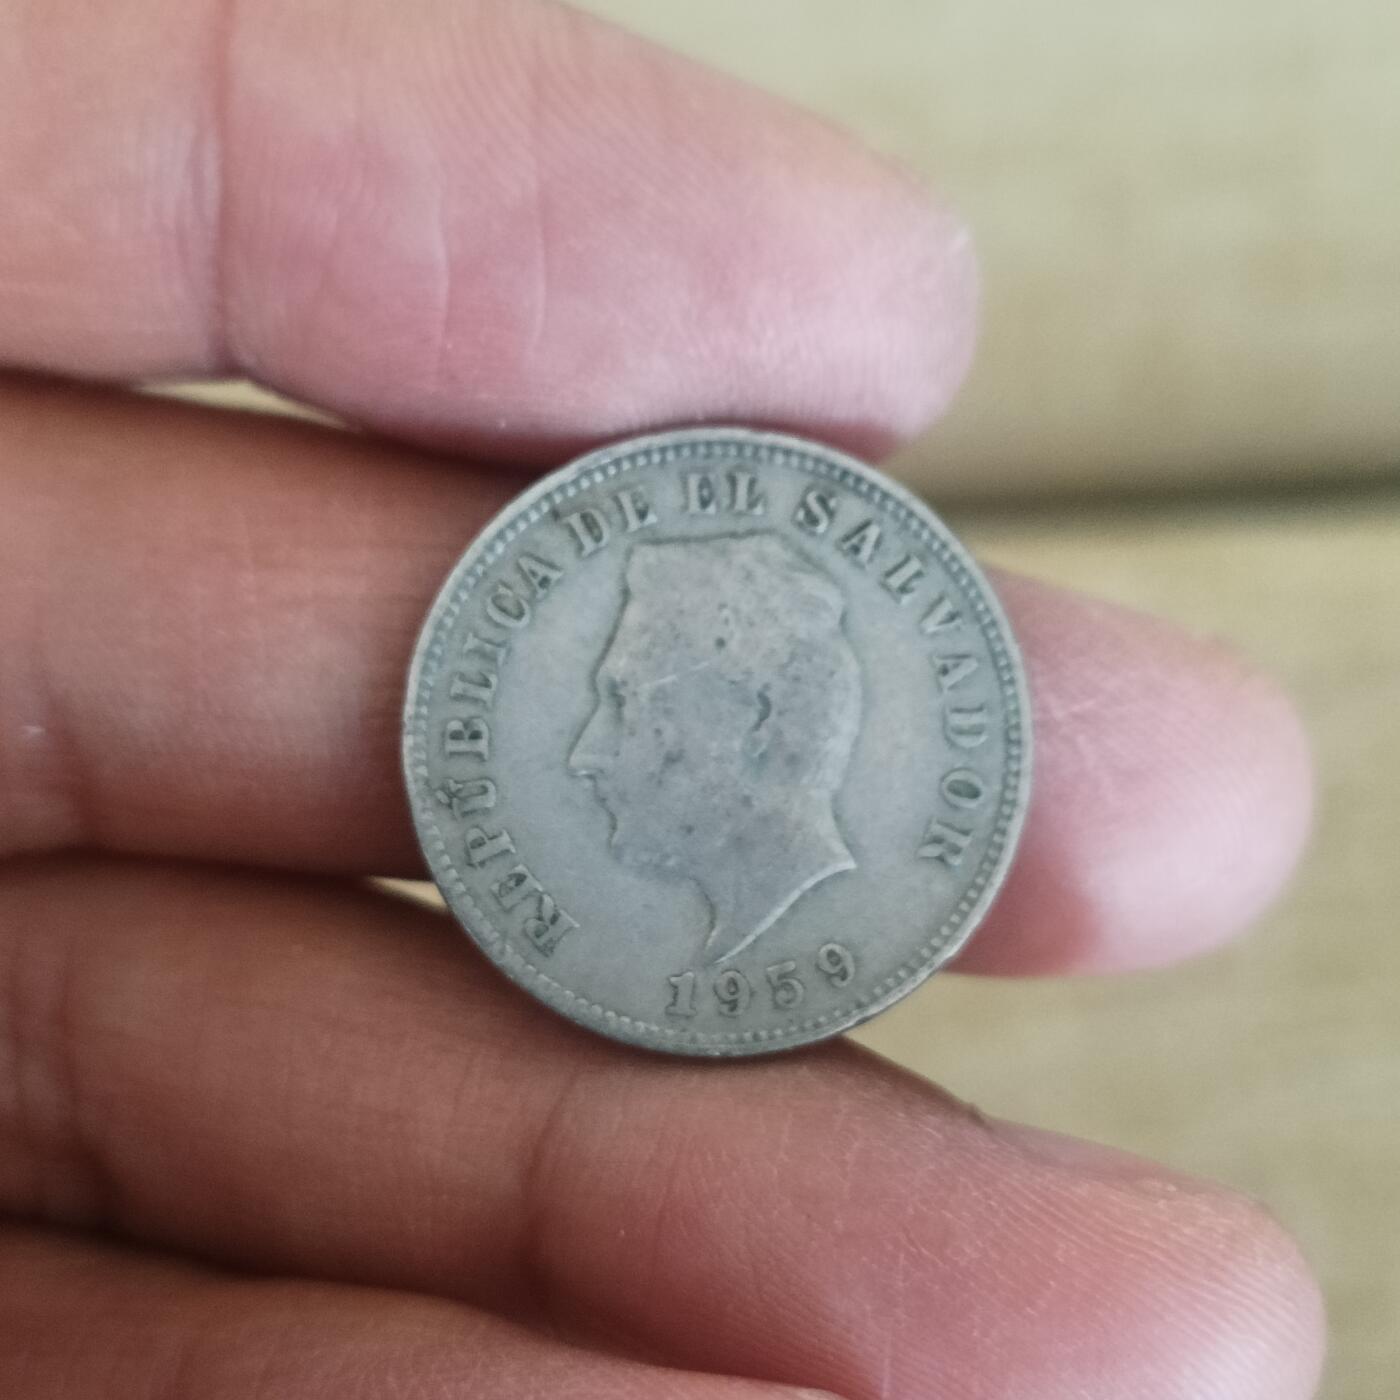 REPÚBLICA DE EL SALVADOR
1959